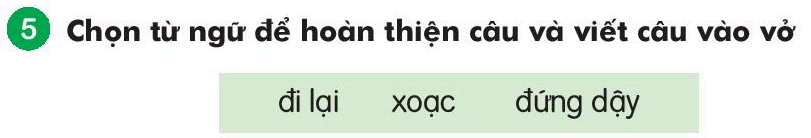 5 Chọn từ ngữ để hoàn thiện câu và viết câu vào vở
đi lại xoạc đứng dậy